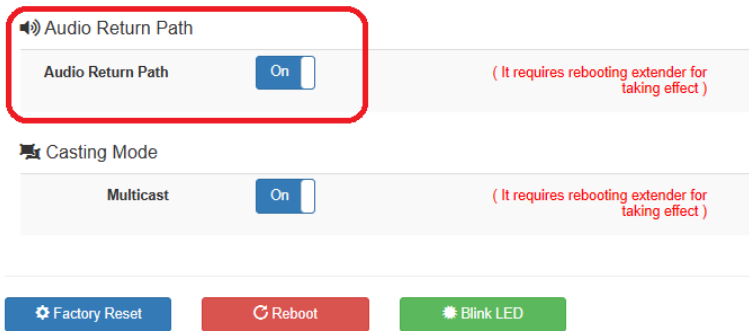 Audio Return Path
Audio Return Path On ( It requires rebooting extender for
taking effect )
Casting Mode
Multicast On ( It requires rebooting extender for
taking effect )
Factory Reset Reboot Blink LED